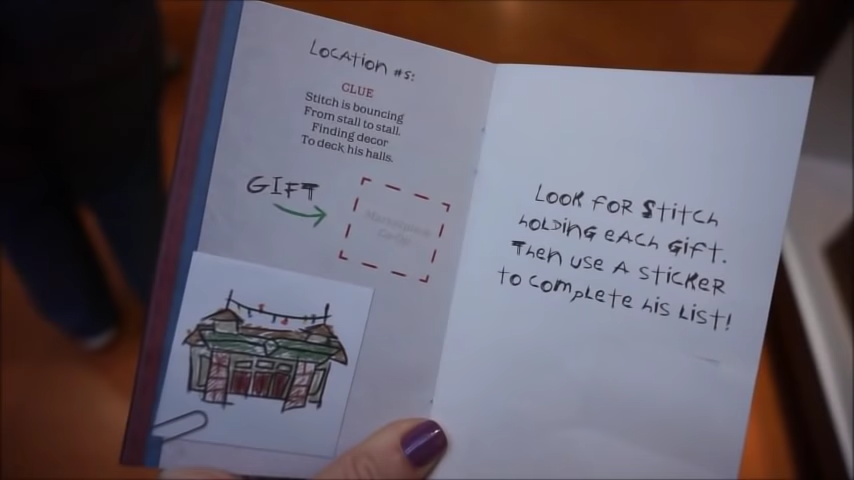 LOCATION #5:
CLUE
Stitch is bouncing
From stall to stall.
Finding decor
To deck his halls.
GIFT
LOOK FOR STITCH
HOLDING EACH GIFT.
THEN USE A STICKER
TO COMPLETE HIS LIST!